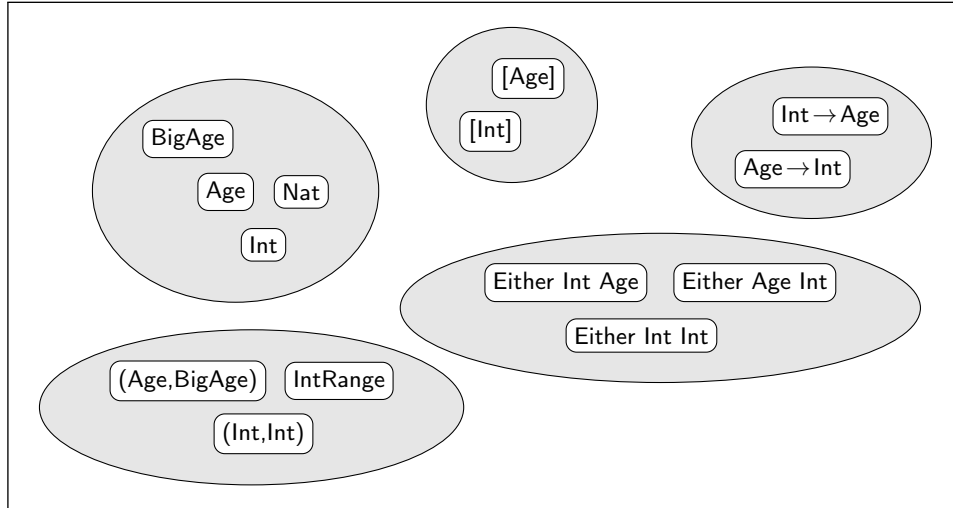 BigAge
Age
Nat
Int
[Age]
[Int]
Int→Age
Age→Int
Either Int Age
Either Age Int
Either Int Int
(Age,BigAge)
IntRange
(Int,Int)